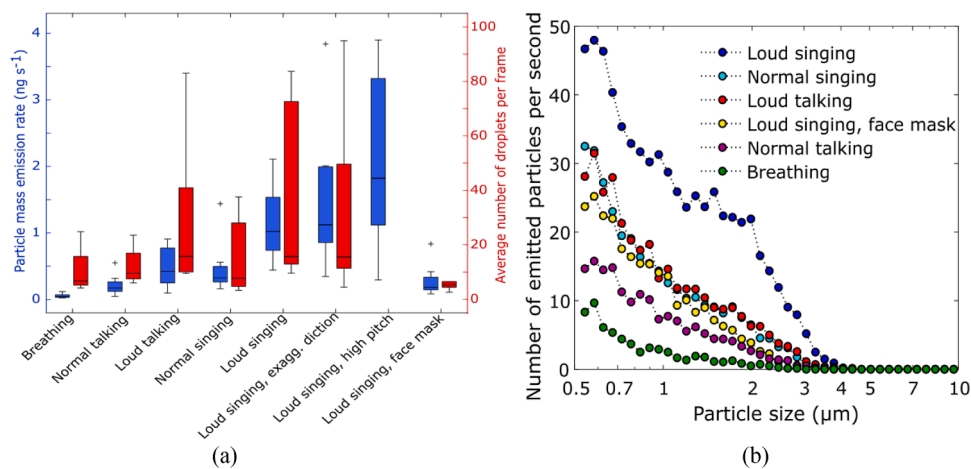 Particle mass emission rate (ng s⁻¹)
4
3
2
1
0
Average number of droplets per frame
100
80
60
40
20
0
Breathing
Normal talking
Loud talking
Normal singing
Loud singing
Loud singing, exagg. diction
Loud singing, high pitch
Loud singing, face mask
(a)
Number of emitted particles per second
50
40
30
20
10
0
Loud singing
Normal singing
Loud talking
Loud singing, face mask
Normal talking
Breathing
0.5 0.7 1 2 3 4 5 7 10
Particle size (µm)
(b)